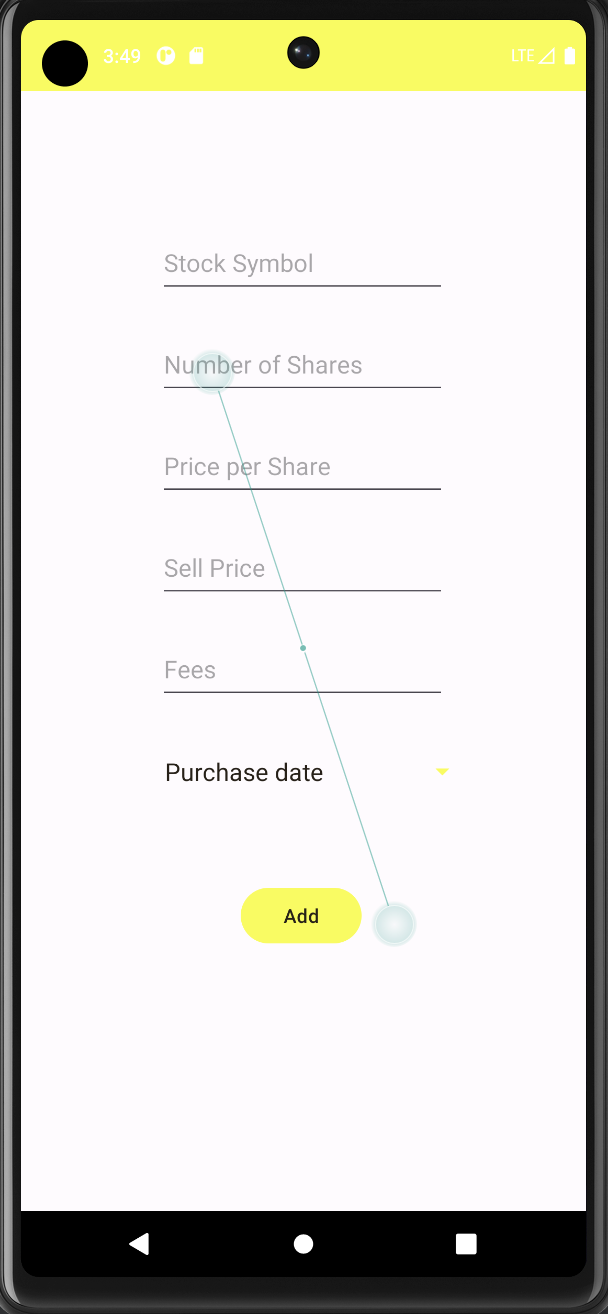 3:49 LTE
Stock Symbol
Number of Shares
Price per Share
Sell Price
Fees
Purchase date
Add